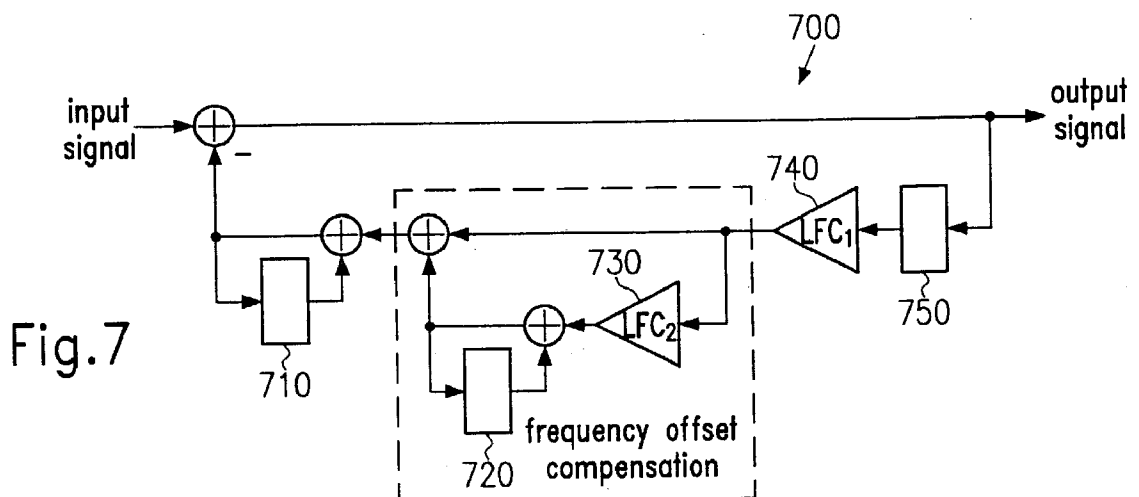 700
input
signal
output
signal
−
740
LFC₁
730
LFC₂
750
Fig.7
710
720
frequency offset
compensation